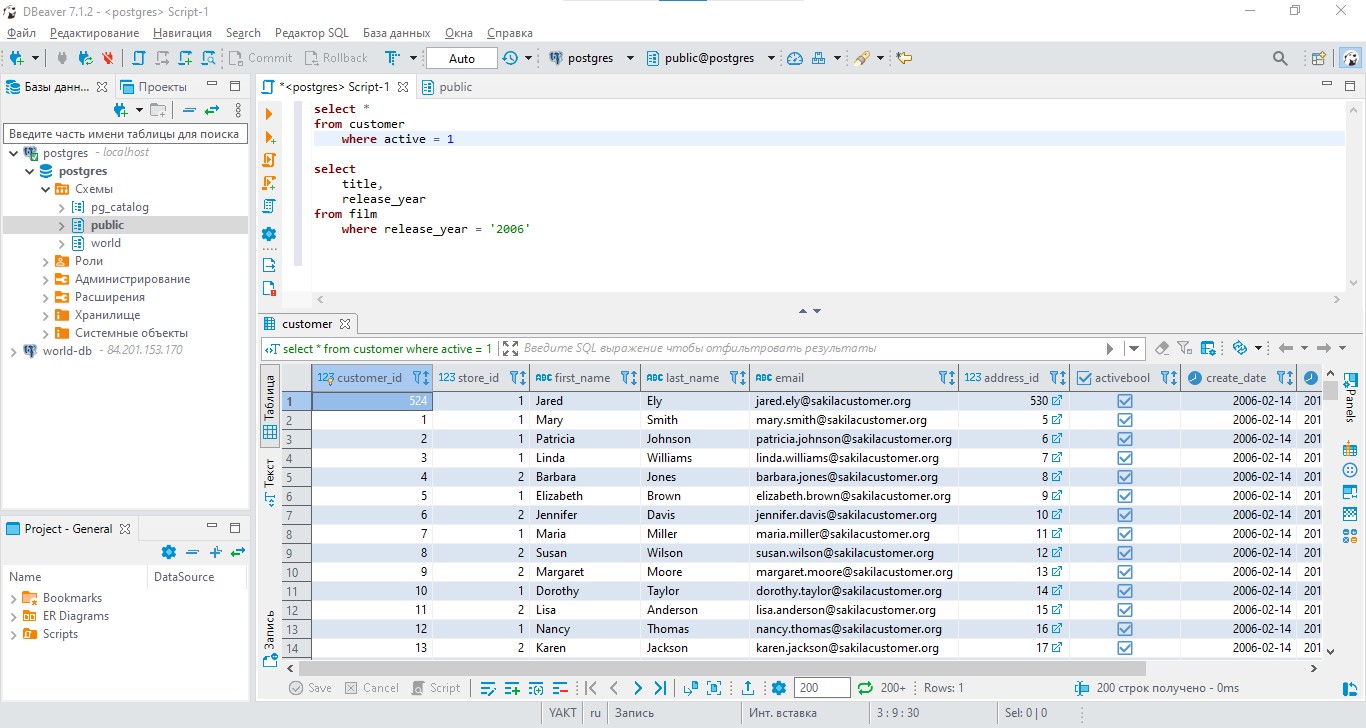 DBeaver 7.1.2 - <postgres> Script-1
Файл Редактирование Навигация Search Редактор SQL База данных Окна Справка
Commit Rollback Auto postgres public@postgres
Базы данн... Проекты
*<postgres> Script-1 public
Введите часть имени таблицы для поиска
postgres - localhost
postgres
Схемы
pg_catalog
public
world
Роли
Администрирование
Расширения
Хранилище
Системные объекты
world-db - 84.201.153.170
select *
from customer
where active = 1
select
title,
release_year
from film
where release_year = '2006'
customer
select * from customer where active = 1 Введите SQL выражение чтобы отфильтровать результаты
Таблица
Текст
Запись
Panels
123 customer_id 123 store_id ABC first_name ABC last_name ABC email 123 address_id activebool create_date
1 524 1 Jared Ely jared.ely@sakilacustomer.org 530 2006-02-14 201
2 1 1 Mary Smith mary.smith@sakilacustomer.org 5 2006-02-14 201
3 2 1 Patricia Johnson patricia.johnson@sakilacustomer.org 6 2006-02-14 201
4 3 1 Linda Williams linda.williams@sakilacustomer.org 7 2006-02-14 201
5 4 2 Barbara Jones barbara.jones@sakilacustomer.org 8 2006-02-14 201
6 5 1 Elizabeth Brown elizabeth.brown@sakilacustomer.org 9 2006-02-14 201
7 6 2 Jennifer Davis jennifer.davis@sakilacustomer.org 10 2006-02-14 201
8 7 1 Maria Miller maria.miller@sakilacustomer.org 11 2006-02-14 201
9 8 2 Susan Wilson susan.wilson@sakilacustomer.org 12 2006-02-14 201
10 9 2 Margaret Moore margaret.moore@sakilacustomer.org 13 2006-02-14 201
11 10 1 Dorothy Taylor dorothy.taylor@sakilacustomer.org 14 2006-02-14 201
12 11 2 Lisa Anderson lisa.anderson@sakilacustomer.org 15 2006-02-14 201
13 12 1 Nancy Thomas nancy.thomas@sakilacustomer.org 16 2006-02-14 201
14 13 2 Karen Jackson karen.jackson@sakilacustomer.org 17 2006-02-14 201
Project - General
Name DataSource
Bookmarks
ER Diagrams
Scripts
Save Cancel Script 200 200+ Rows: 1 200 строк получено - 0ms
YAKT ru Запись Инт. вставка 3 : 9 : 30 Sel: 0 | 0